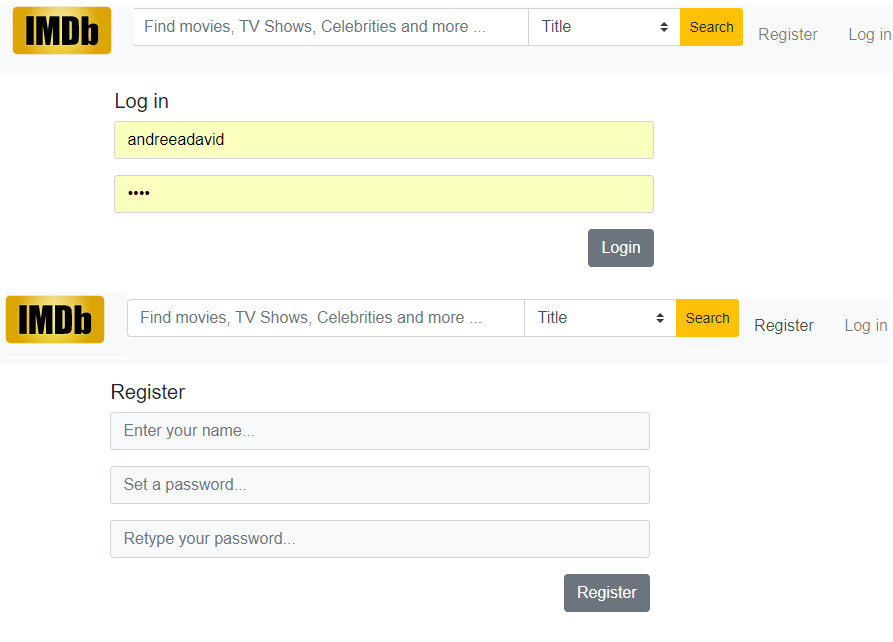 IMDb Find movies, TV Shows, Celebrities and more ... Title Search Register Log in
Log in
andreeadavid
••••
Login
IMDb Find movies, TV Shows, Celebrities and more ... Title Search Register Log in
Register
Enter your name...
Set a password...
Retype your password...
Register